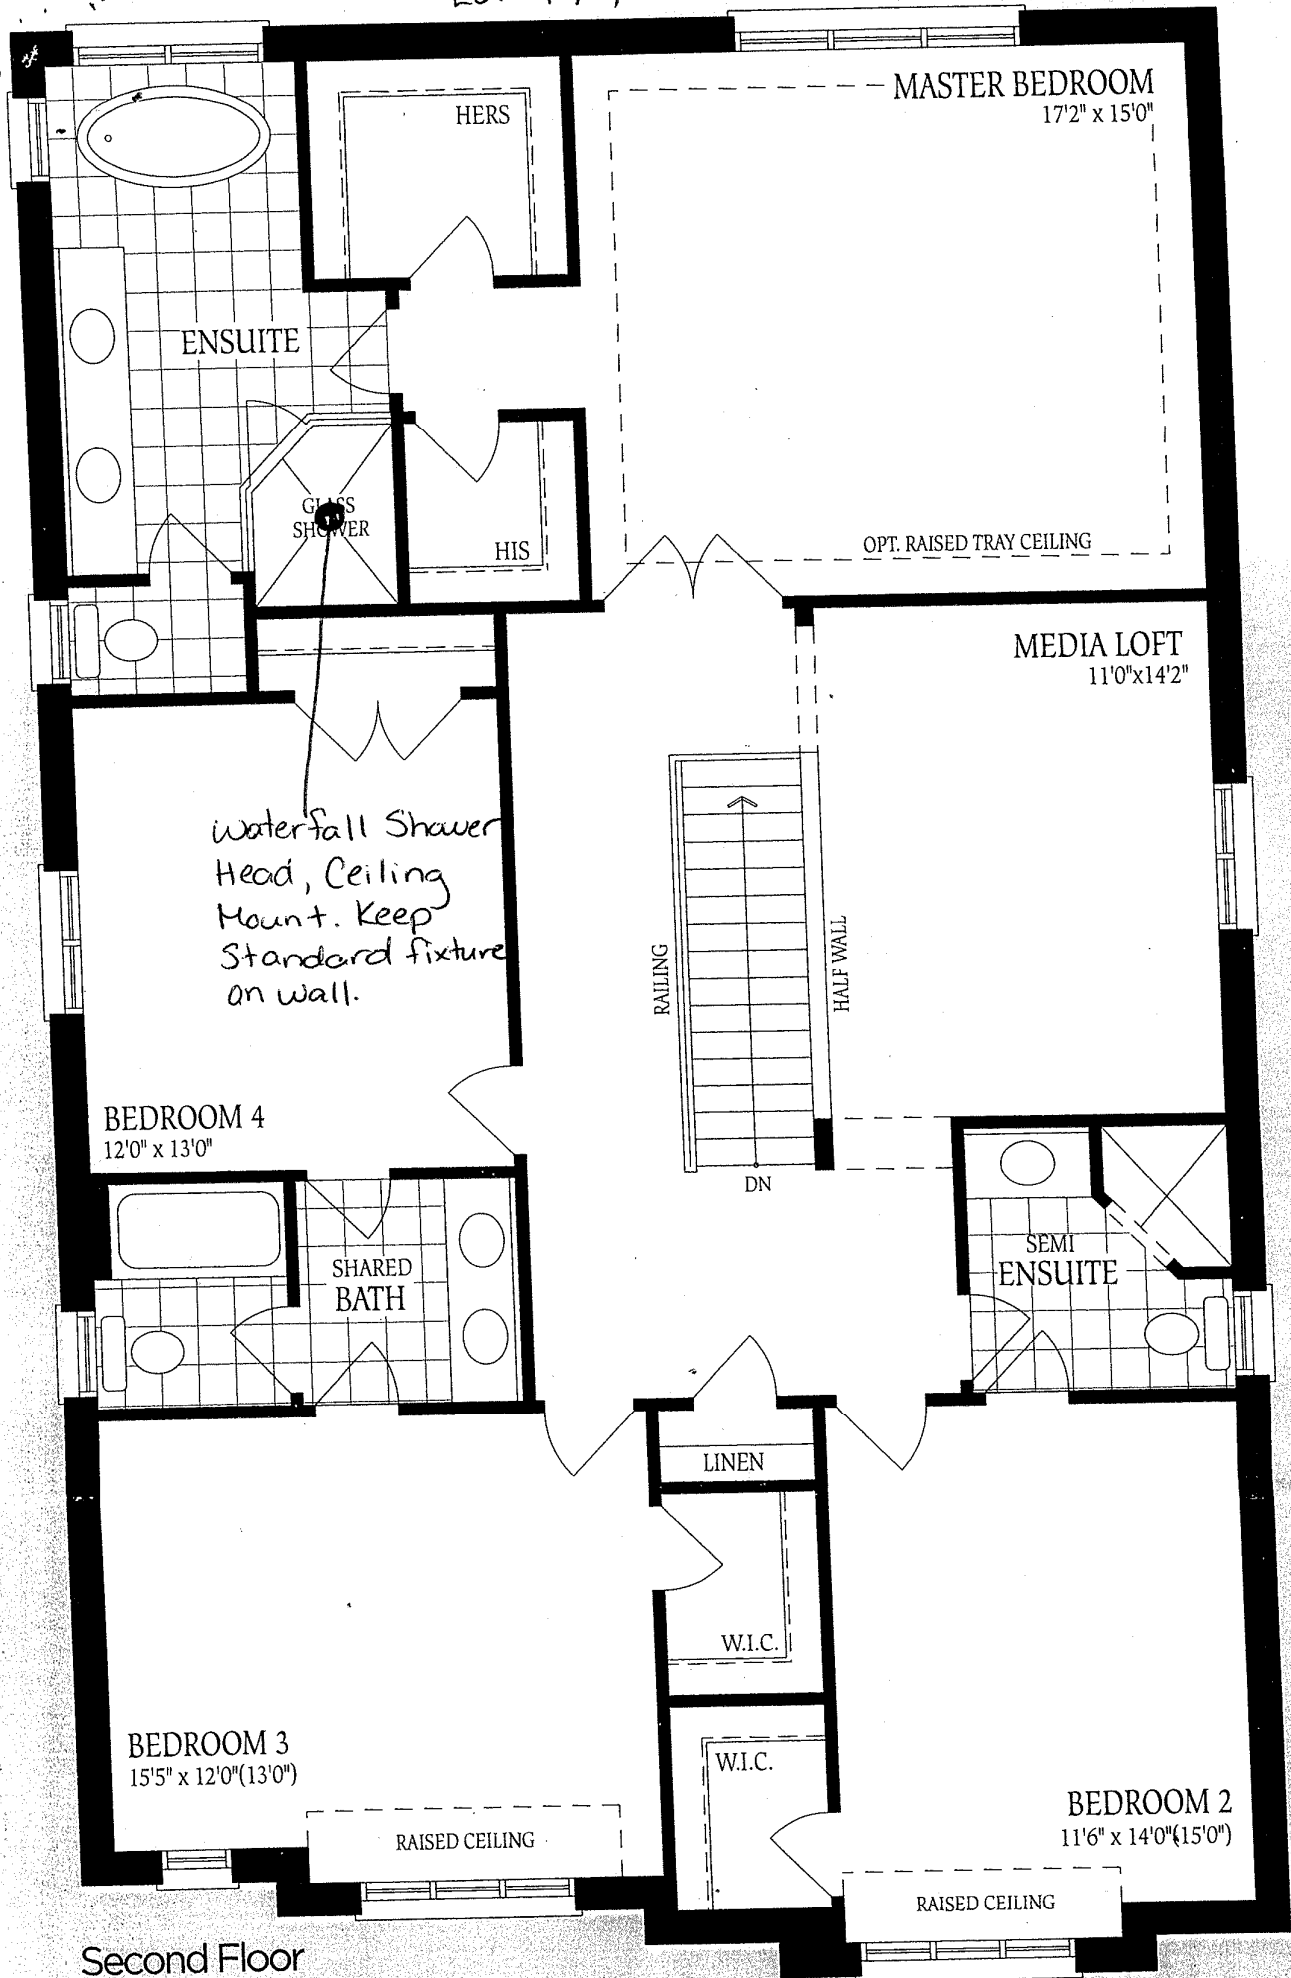 MASTER BEDROOM
17'2" x 15'0"
HERS
ENSUITE
GLASS
SHOWER
HIS
OPT. RAISED TRAY CEILING
MEDIA LOFT
11'0"x14'2"
Waterfall Shower
Head, Ceiling
Mount. Keep
Standard fixture
on wall.
RAILING
HALF WALL
BEDROOM 4
12'0" x 13'0"
DN
SHARED
BATH
SEMI
ENSUITE
LINEN
W.I.C.
BEDROOM 3
15'5" x 12'0"(13'0")
RAISED CEILING
W.I.C.
BEDROOM 2
11'6" x 14'0"(15'0")
RAISED CEILING
Second Floor